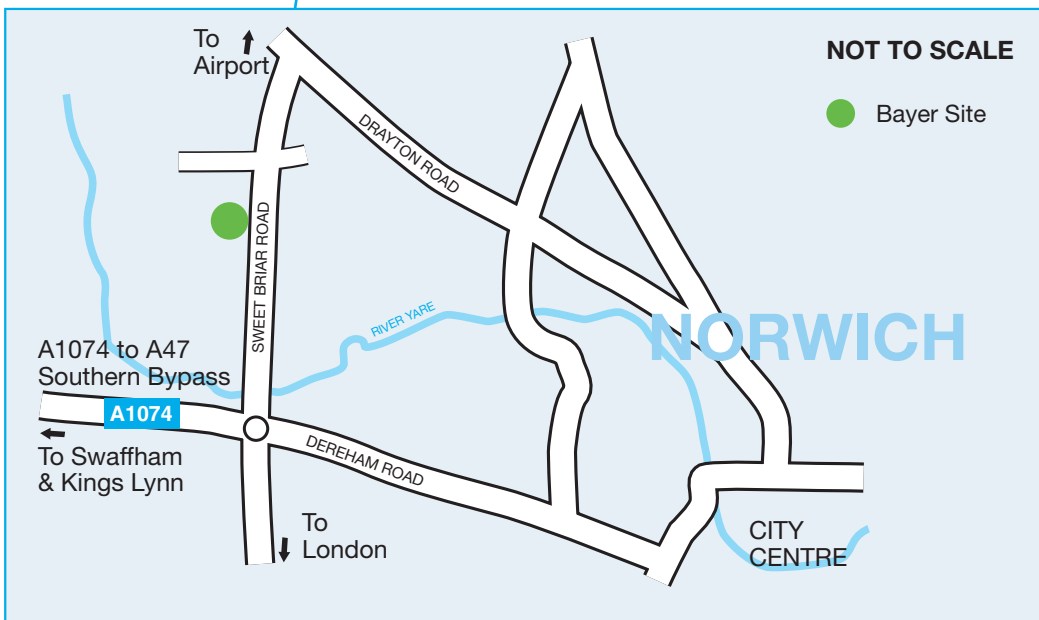 To
Airport
NOT TO SCALE
Bayer Site
DRAYTON ROAD
SWEET BRIAR ROAD
RIVER YARE
NORWICH
A1074 to A47
Southern Bypass
A1074
To Swaffham
& Kings Lynn
DEREHAM ROAD
To
London
CITY
CENTRE